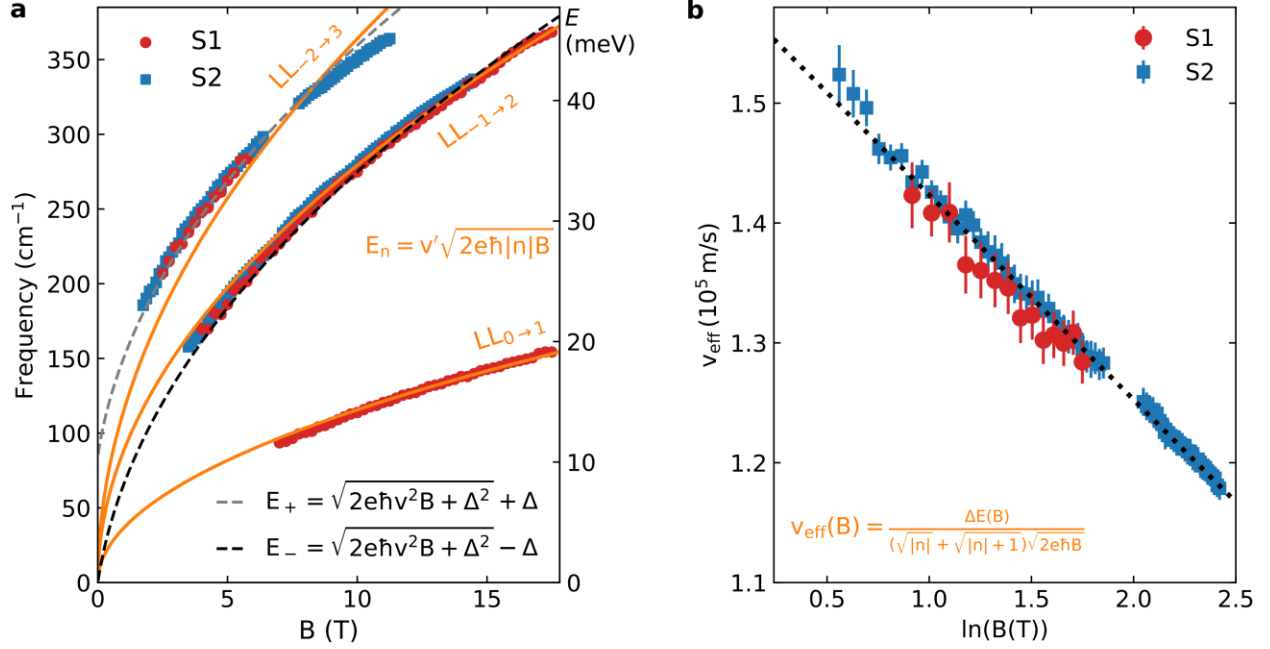 a
S1
S2
LL₋₂→₃
LL₋₁→₂
LL₀→₁
Eₙ = v′√2eħ|n|B
E₊ = √2eħv²B + Δ² + Δ
E₋ = √2eħv²B + Δ² − Δ
350
300
250
200
150
100
50
0
Frequency (cm⁻¹)
0
5
10
15
B (T)
E
(meV)
40
30
20
10
0
b
S1
S2
1.5
1.4
1.3
1.2
1.1
v_eff (10⁵ m/s)
v_eff(B) = ΔE(B) / (√|n| + √|n|+1)√2eħB
0.5
1.0
1.5
2.0
2.5
ln(B(T))